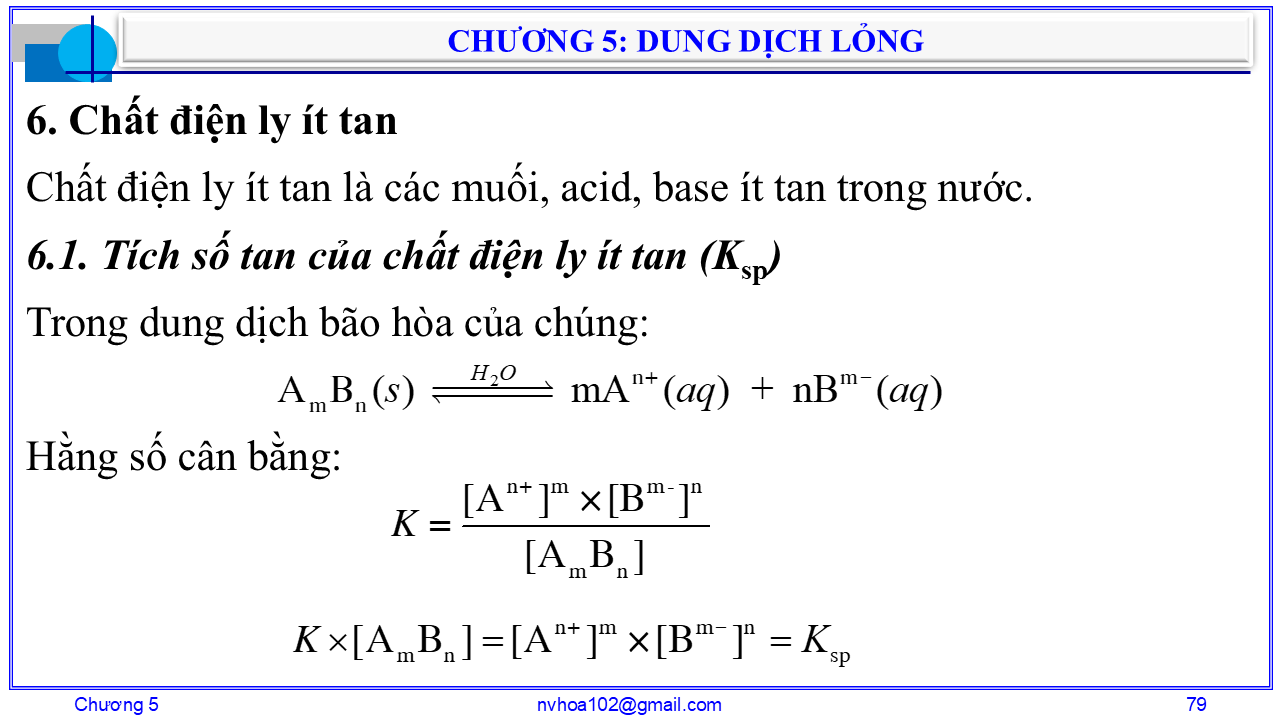 CHƯƠNG 5: DUNG DỊCH LỎNG
6. Chất điện ly ít tan
Chất điện ly ít tan là các muối, acid, base ít tan trong nước.
6.1. Tích số tan của chất điện ly ít tan (Kₛₚ)
Trong dung dịch bão hòa của chúng:
AₘBₙ(s) ⇌ (H₂O) mAⁿ⁺(aq) + nBᵐ⁻(aq)
Hằng số cân bằng:
K = [Aⁿ⁺]ᵐ × [Bᵐ⁻]ⁿ / [AₘBₙ]
K × [AₘBₙ] = [Aⁿ⁺]ᵐ × [Bᵐ⁻]ⁿ = Kₛₚ
Chương 5 nvhoa102@gmail.com 79